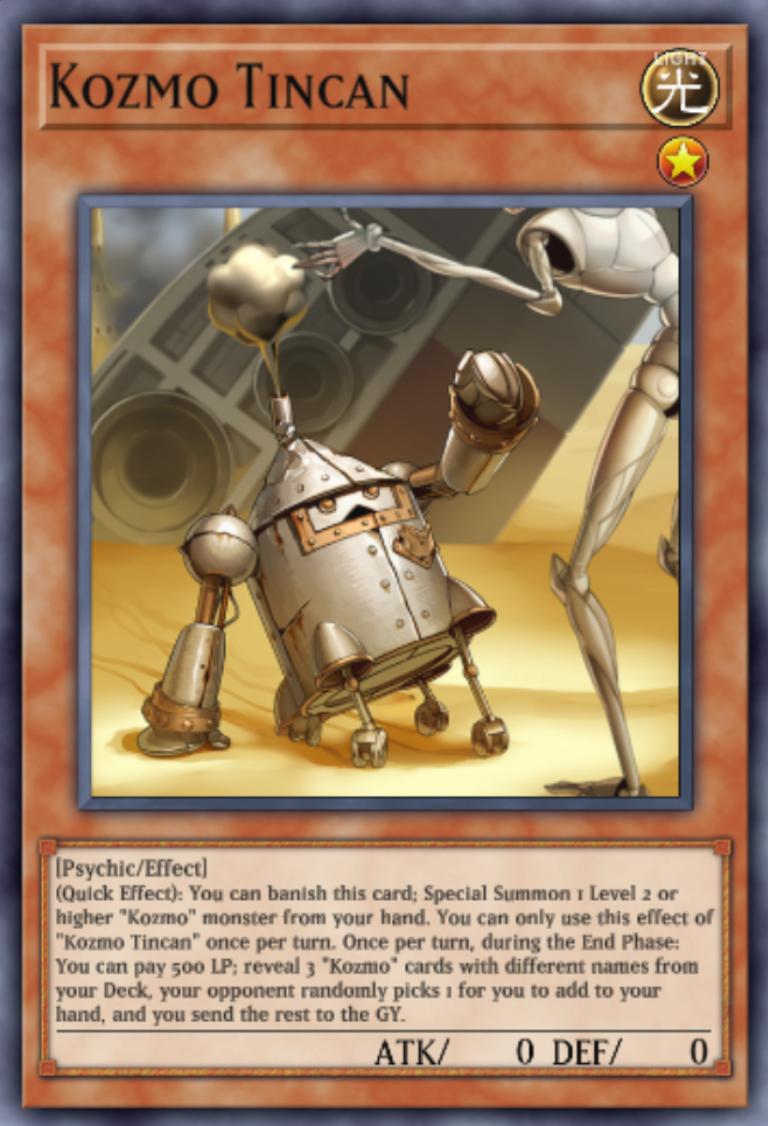 Kozmo Tincan
LIGHT
光
[Psychic/Effect]
(Quick Effect): You can banish this card; Special Summon 1 Level 2 or
higher "Kozmo" monster from your hand. You can only use this effect of
"Kozmo Tincan" once per turn. Once per turn, during the End Phase:
You can pay 500 LP; reveal 3 "Kozmo" cards with different names from
your Deck, your opponent randomly picks 1 for you to add to your
hand, and you send the rest to the GY.
ATK/ 0 DEF/ 0